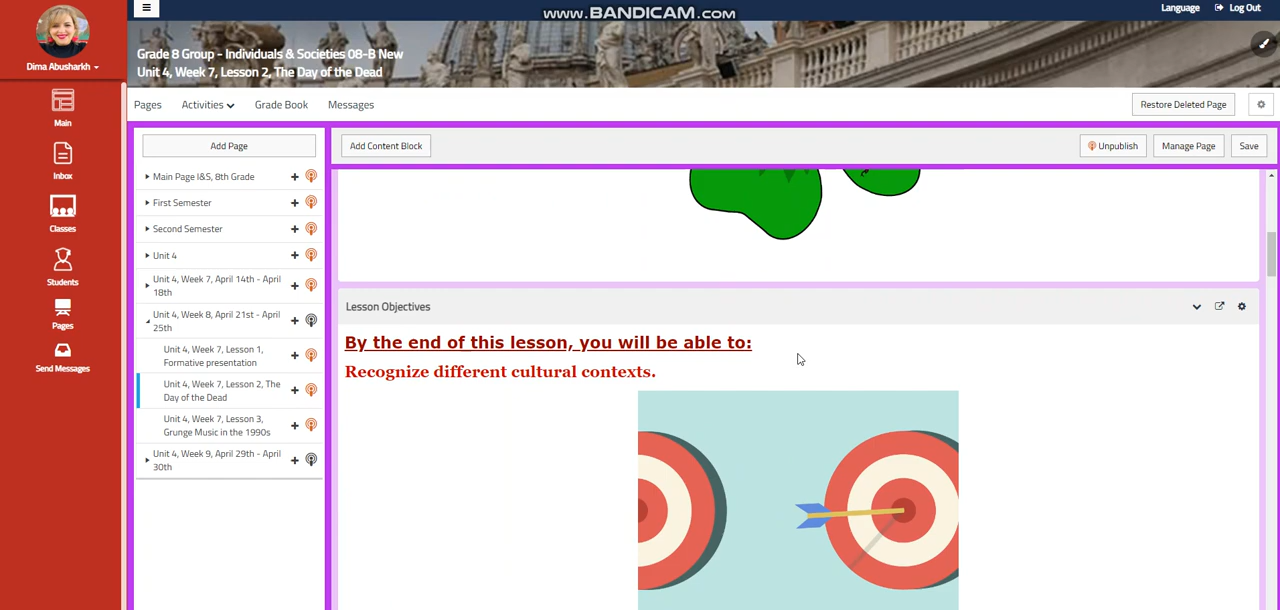 www.BANDICAM.com
Language
Log Out
Dima Abusharkh
Grade 8 Group - Individuals & Societies 08-B New
Unit 4, Week 7, Lesson 2, The Day of the Dead
Pages
Activities
Grade Book
Messages
Restore Deleted Page
Main
Inbox
Classes
Students
Pages
Send Messages
Add Page
Main Page I&S, 8th Grade
First Semester
Second Semester
Unit 4
Unit 4, Week 7, April 14th - April
18th
Unit 4, Week 8, April 21st - April
25th
Unit 4, Week 7, Lesson 1,
Formative presentation
Unit 4, Week 7, Lesson 2, The
Day of the Dead
Unit 4, Week 7, Lesson 3,
Grunge Music in the 1990s
Unit 4, Week 9, April 29th - April
30th
Add Content Block
Unpublish
Manage Page
Save
Lesson Objectives
By the end of this lesson, you will be able to:
Recognize different cultural contexts.